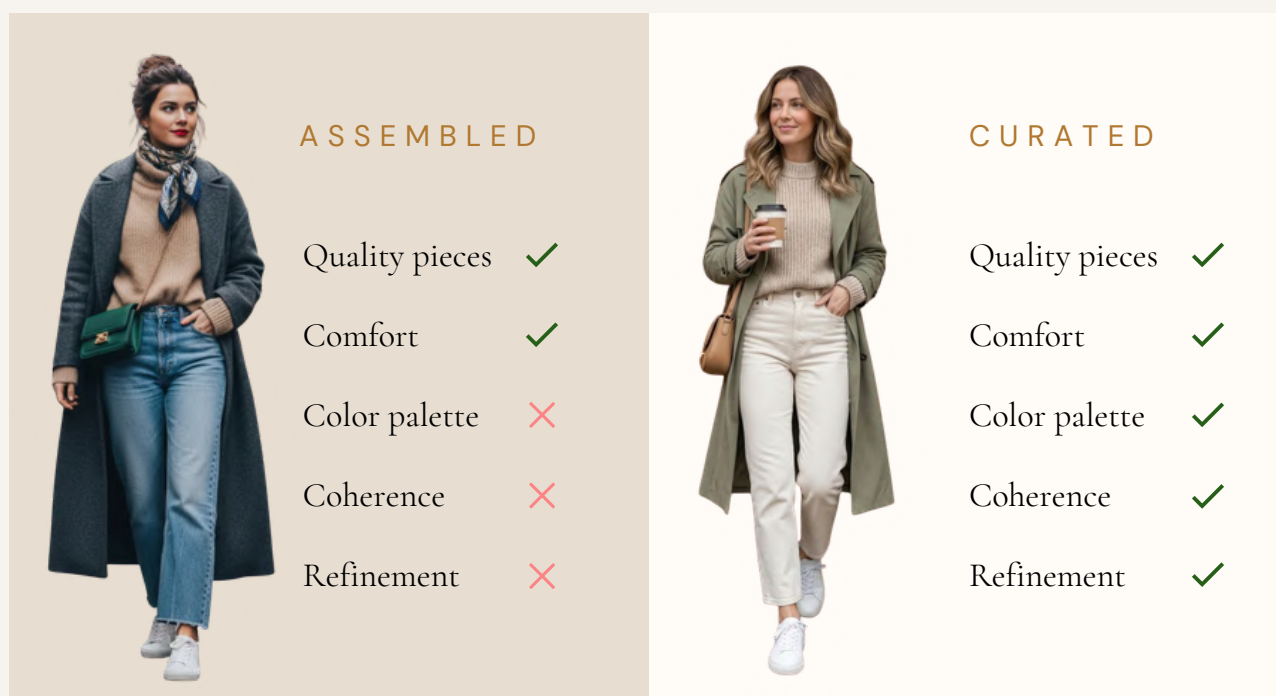 ASSEMBLED
Quality pieces
Comfort
Color palette
Coherence
Refinement
CURATED
Quality pieces
Comfort
Color palette
Coherence
Refinement